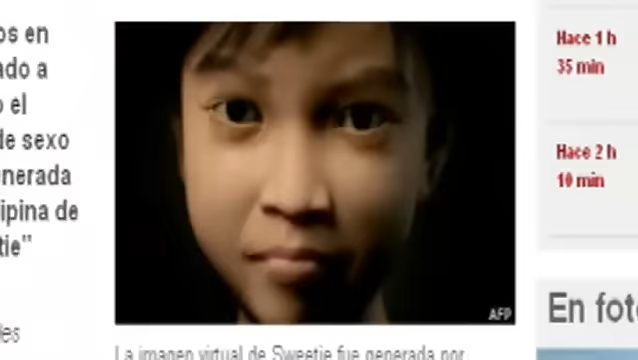 os en
ado a
o el
de sexo
enerada
ipina de
tie"
des
AFP
La imagen virtual de Sweetie fue generada por
Hace 1 h
35 min
Hace 2 h
10 min
En foto